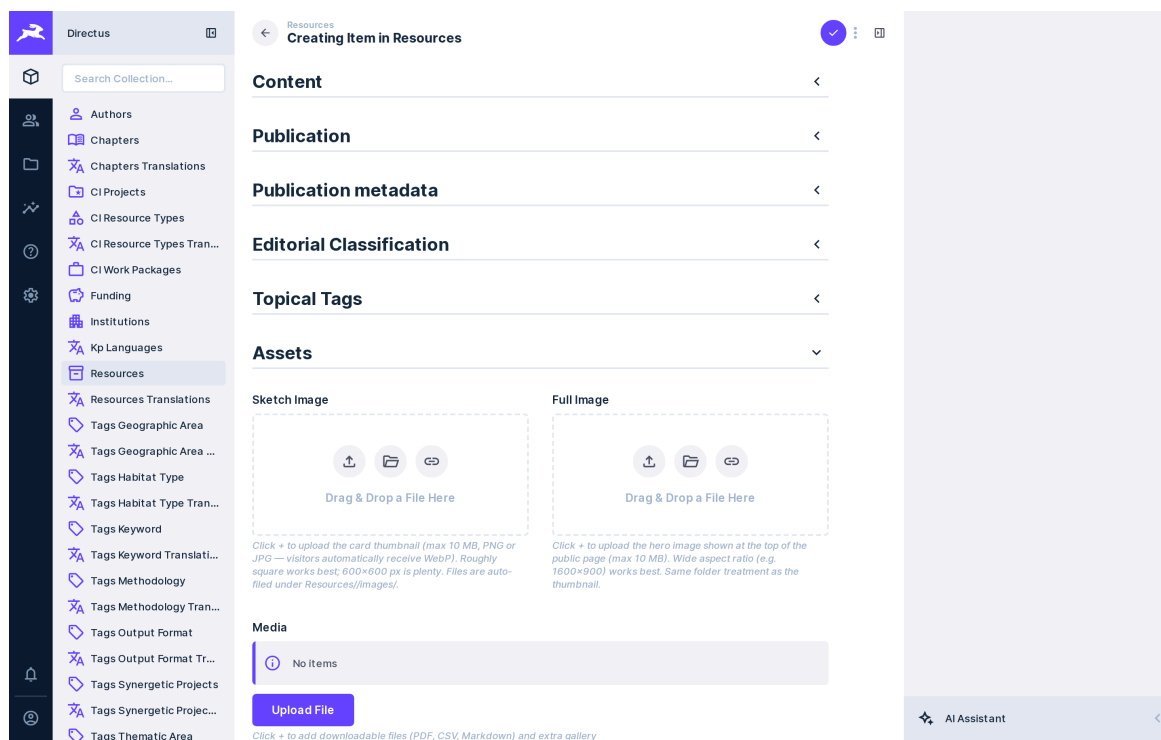 Directus
Search Collection...
Authors
Chapters
Chapters Translations
CI Projects
CI Resource Types
CI Resource Types Tran...
CI Work Packages
Funding
Institutions
Kp Languages
Resources
Resources Translations
Tags Geographic Area
Tags Geographic Area ...
Tags Habitat Type
Tags Habitat Type Tran...
Tags Keyword
Tags Keyword Translati...
Tags Methodology
Tags Methodology Tran...
Tags Output Format
Tags Output Format Tr...
Tags Synergetic Projects
Tags Synergetic Projec...
Tags Thematic Area
Resources
Creating Item in Resources
Content
Publication
Publication metadata
Editorial Classification
Topical Tags
Assets
Sketch Image
Drag & Drop a File Here
Click + to upload the card thumbnail (max 10 MB, PNG or
JPG — visitors automatically receive WebP). Roughly
square works best; 600×600 px is plenty. Files are auto-
filed under Resources//images/.
Full Image
Drag & Drop a File Here
Click + to upload the hero image shown at the top of the
public page (max 10 MB). Wide aspect ratio (e.g.
1600×900) works best. Same folder treatment as the
thumbnail.
Media
No items
Upload File
Click + to add downloadable files (PDF, CSV, Markdown) and extra gallery
AI Assistant